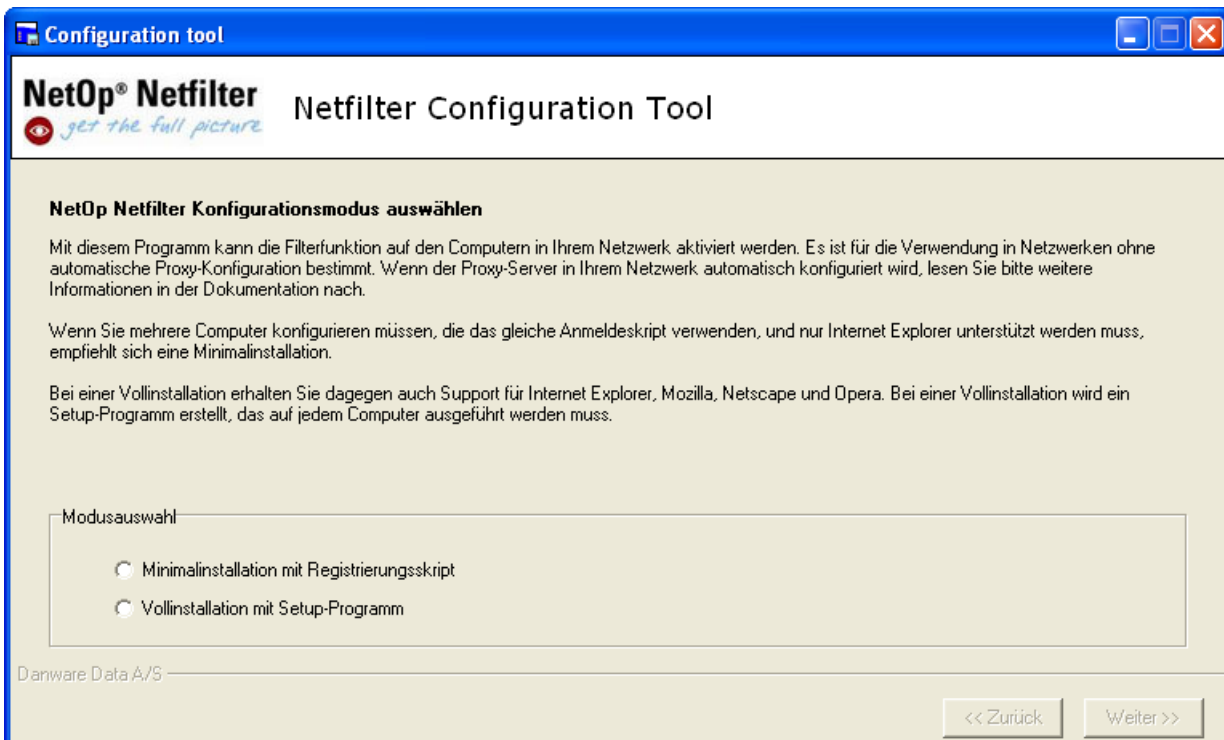 Configuration tool
NetOp® Netfilter
get the full picture
Netfilter Configuration Tool
NetOp Netfilter Konfigurationsmodus auswählen
Mit diesem Programm kann die Filterfunktion auf den Computern in Ihrem Netzwerk aktiviert werden. Es ist für die Verwendung in Netzwerken ohne
automatische Proxy-Konfiguration bestimmt. Wenn der Proxy-Server in Ihrem Netzwerk automatisch konfiguriert wird, lesen Sie bitte weitere
Informationen in der Dokumentation nach.
Wenn Sie mehrere Computer konfigurieren müssen, die das gleiche Anmeldeskript verwenden, und nur Internet Explorer unterstützt werden muss,
empfiehlt sich eine Minimalinstallation.
Bei einer Vollinstallation erhalten Sie dagegen auch Support für Internet Explorer, Mozilla, Netscape und Opera. Bei einer Vollinstallation wird ein
Setup-Programm erstellt, das auf jedem Computer ausgeführt werden muss.
Modusauswahl
Minimalinstallation mit Registrierungsskript
Vollinstallation mit Setup-Programm
Danware Data A/S
<< Zurück
Weiter >>